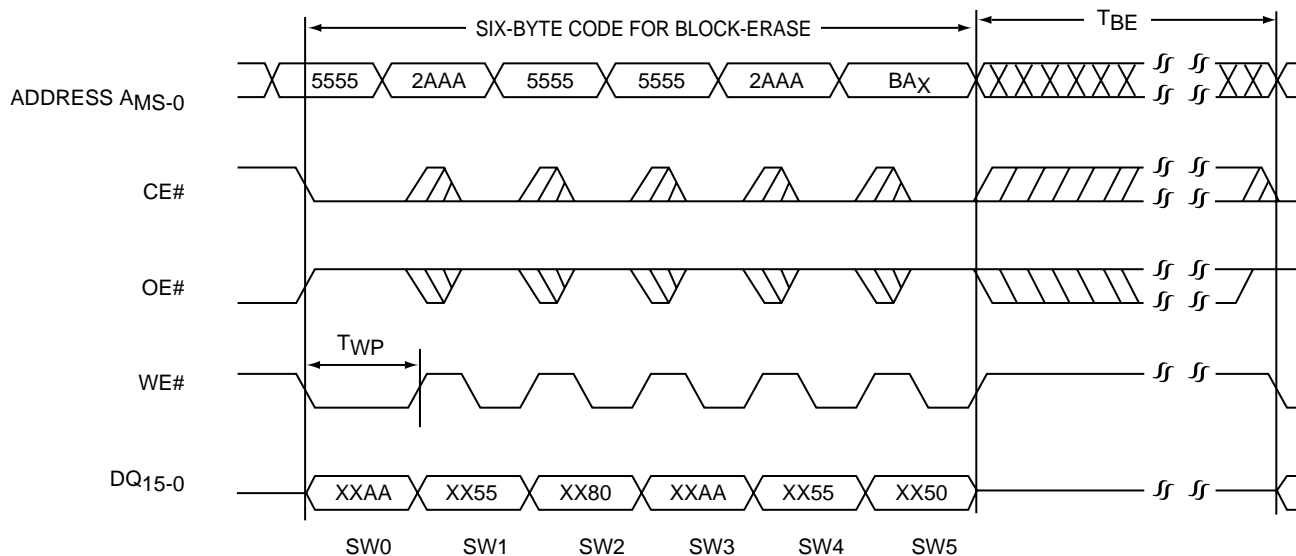 SIX-BYTE CODE FOR BLOCK-ERASE TBE
ADDRESS AMS-0 5555 2AAA 5555 5555 2AAA BAX
CE#
OE#
TWP
WE#
DQ15-0 XXAA XX55 XX80 XXAA XX55 XX50
SW0 SW1 SW2 SW3 SW4 SW5